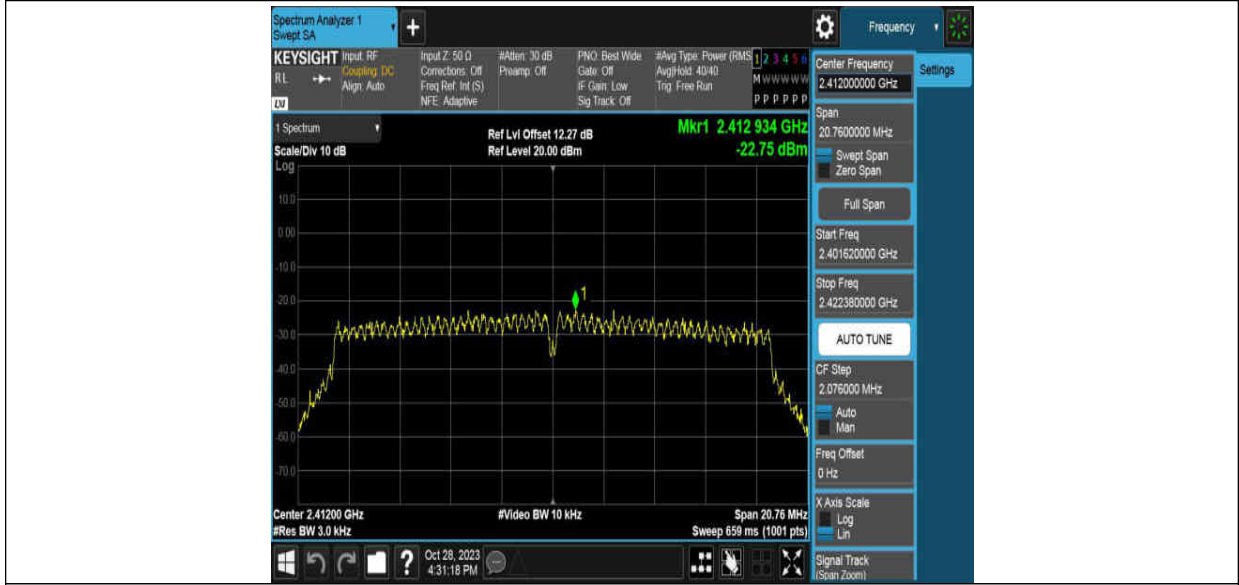 Spectrum Analyzer 1
Swept SA
Frequency
KEYSIGHT
RL
LV
Input: RF
Coupling: DC
Align: Auto
Input Z: 50 Ω
Corrections: Off
Freq Ref: Int (S)
NFE: Adaptive
#Atten: 30 dB
Preamp: Off
PNO: Best Wide
Gate: Off
IF Gain: Low
Sig Track: Off
#Avg Type: Power (RMS
Avg|Hold: 40/40
Trig: Free Run
1 2 3 4 5 6
M W W W W W
P P P P P P
Center Frequency
2.412000000 GHz
Settings
Span
20.7600000 MHz
Swept Span
Zero Span
Full Span
Start Freq
2.401620000 GHz
Stop Freq
2.422380000 GHz
AUTO TUNE
CF Step
2.076000 MHz
Auto
Man
Freq Offset
0 Hz
X Axis Scale
Log
Lin
Signal Track
(Span Zoom)
1 Spectrum
Scale/Div 10 dB
Ref Lvl Offset 12.27 dB
Ref Level 20.00 dBm
Mkr1 2.412 934 GHz
-22.75 dBm
Log
10.0
0.00
-10.0
-20.0
-30.0
-40.0
-50.0
-60.0
-70.0
1
Center 2.41200 GHz
#Res BW 3.0 kHz
#Video BW 10 kHz
Span 20.76 MHz
Sweep 659 ms (1001 pts)
?
Oct 28, 2023
4:31:18 PM